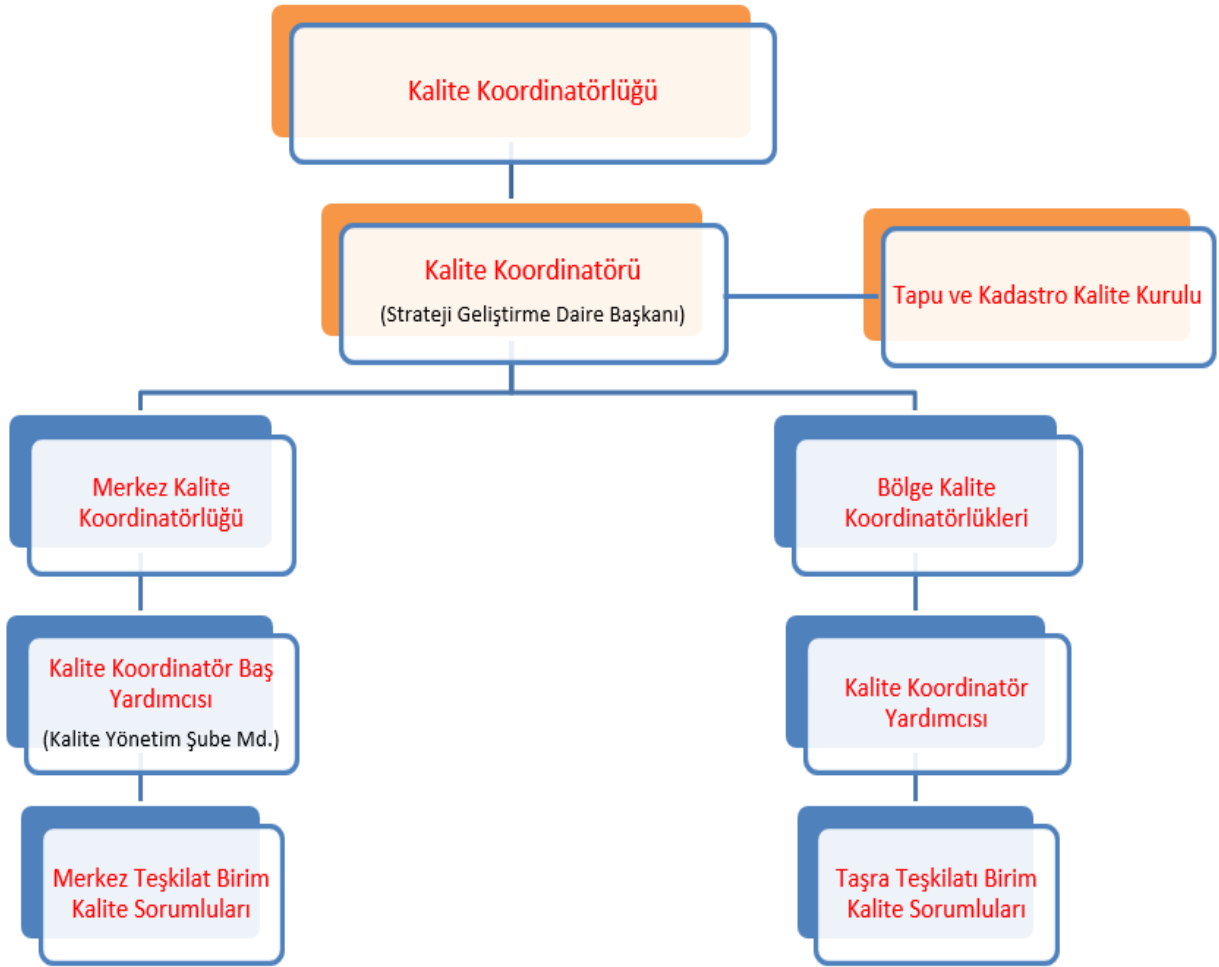 Kalite Koordinatörlüğü
Kalite Koordinatörü
(Strateji Geliştirme Daire Başkanı)
Tapu ve Kadastro Kalite Kurulu
Merkez Kalite
Koordinatörlüğü
Bölge Kalite
Koordinatörlükleri
Kalite Koordinatör Baş
Yardımcısı
(Kalite Yönetim Şube Md.)
Kalite Koordinatör
Yardımcısı
Merkez Teşkilat Birim
Kalite Sorumluları
Taşra Teşkilatı Birim
Kalite Sorumluları